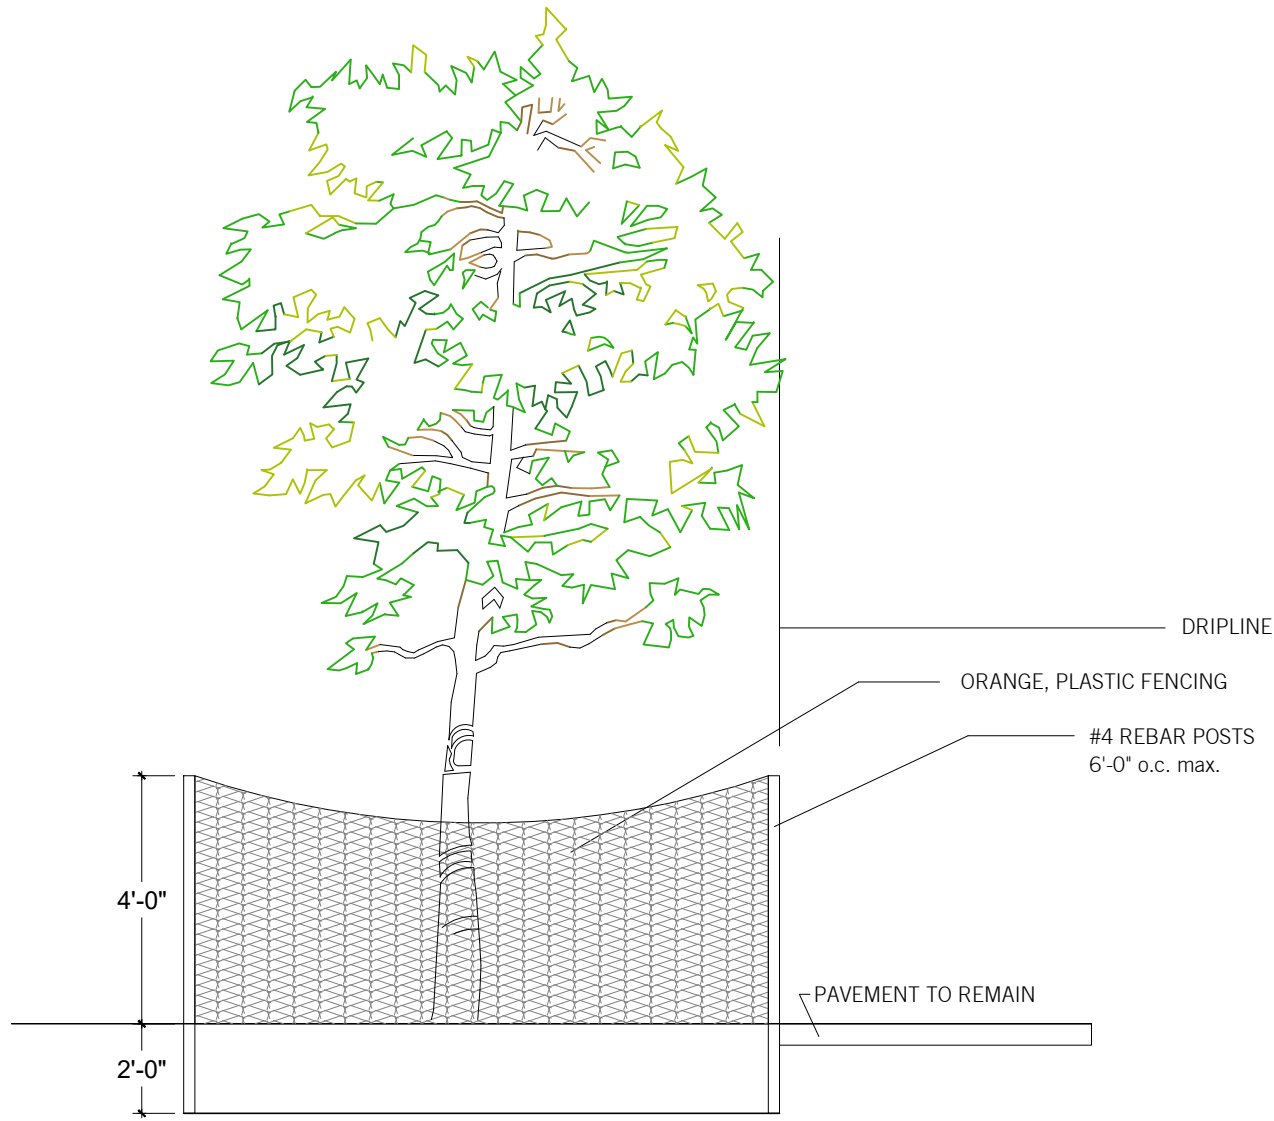 DRIPLINE
ORANGE, PLASTIC FENCING
#4 REBAR POSTS
6'-0" o.c. max.
4'-0"
PAVEMENT TO REMAIN
2'-0"